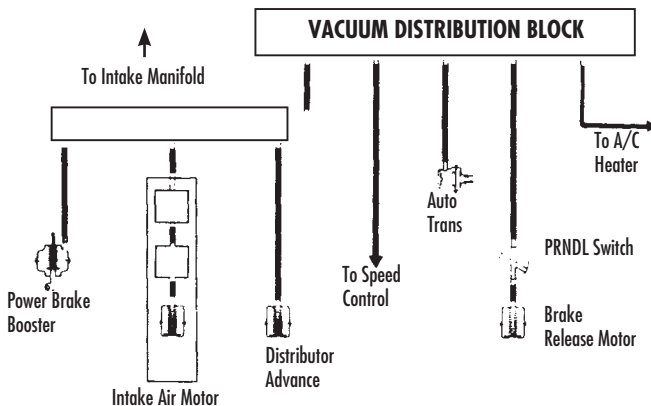 VACUUM DISTRIBUTION BLOCK
To Intake Manifold
To A/C
Heater
Auto
Trans
PRNDL Switch
To Speed
Control
Power Brake
Booster
Brake
Release Motor
Distributor
Advance
Intake Air Motor